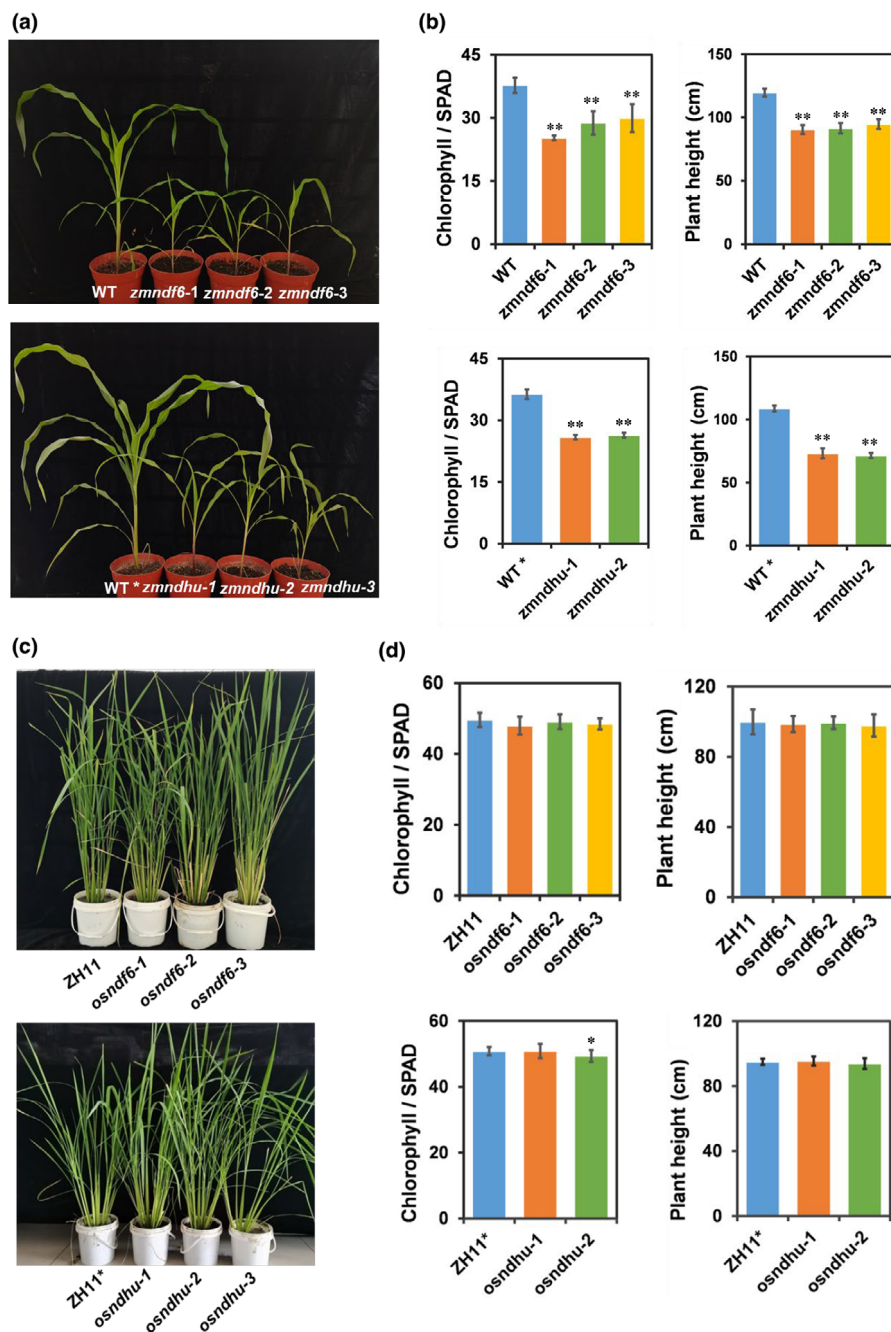 (a)
WT zmndf6-1 zmndf6-2 zmndf6-3
WT * zmndhu-1 zmndhu-2 zmndhu-3
(b)
Chlorophyll / SPAD
45
30
15
0
** ** **
WT zmndf6-1 zmndf6-2 zmndf6-3
Plant height (cm)
150
100
50
0
** ** **
WT zmndf6-1 zmndf6-2 zmndf6-3
Chlorophyll / SPAD
45
30
15
0
** **
WT * zmndhu-1 zmndhu-2
Plant height (cm)
150
100
50
0
** **
WT * zmndhu-1 zmndhu-2
(c)
ZH11 osndf6-1 osndf6-2 osndf6-3
ZH11* osndhu-1 osndhu-2 osndhu-3
(d)
Chlorophyll / SPAD
60
40
20
0
ZH11 osndf6-1 osndf6-2 osndf6-3
Plant height (cm)
120
80
40
0
ZH11 osndf6-1 osndf6-2 osndf6-3
Chlorophyll / SPAD
60
40
20
0
*
ZH11* osndhu-1 osndhu-2
Plant height (cm)
120
80
40
0
ZH11* osndhu-1 osndhu-2